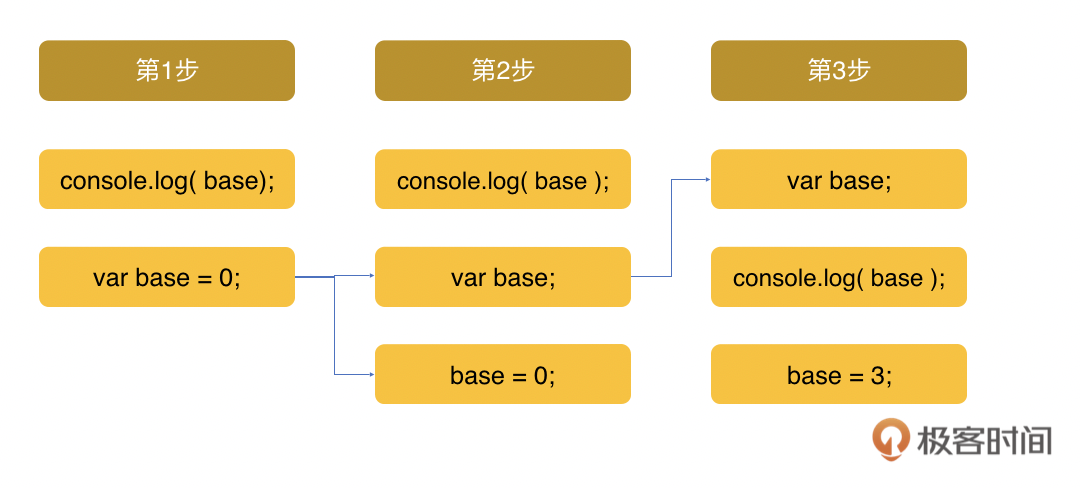 第1步
第2步
第3步
console.log( base);
console.log( base );
var base;
var base = 0;
var base;
console.log( base );
base = 0;
base = 3;
极客时间